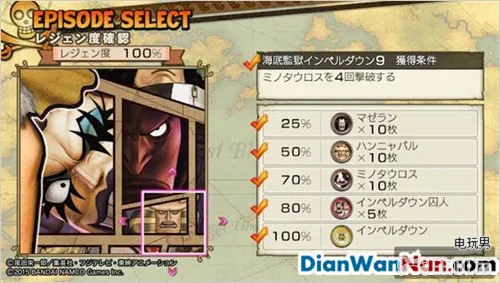 EPISODE SELECT
レジェン度確認
レジェン度 100%
海底監獄インペルダウン9 獲得条件
ミノタウロスを4回撃破する
25% マゼラン
×10枚
50% ハンニャバル
×10枚
70% ミノタウロス
×10枚
80% インペルダウン囚人
×5枚
100% インペルダウン
电玩男
DianWanNan.com
©尾田栄一郎/集英社・フジテレビ・東映アニメーション
©2015 BANDAI NAMCO Games Inc.